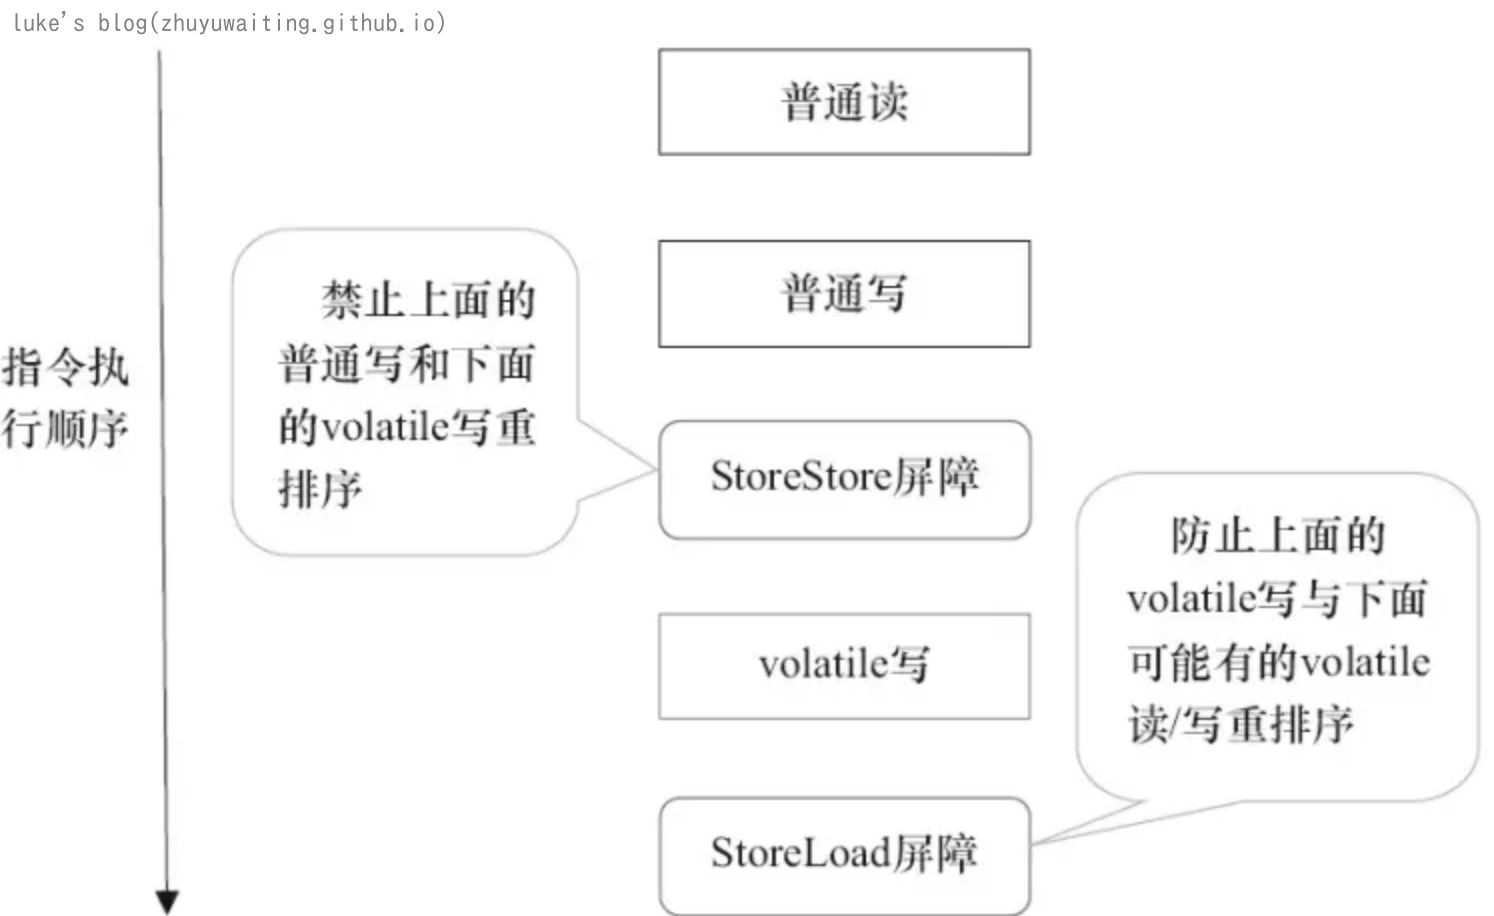 luke's blog(zhuyuwaiting.github.io)
普通读
普通写
禁止上面的
普通写和下面
的volatile写重
排序
指令执
行顺序
StoreStore屏障
防止上面的
volatile写与下面
可能有的volatile
读/写重排序
volatile写
StoreLoad屏障